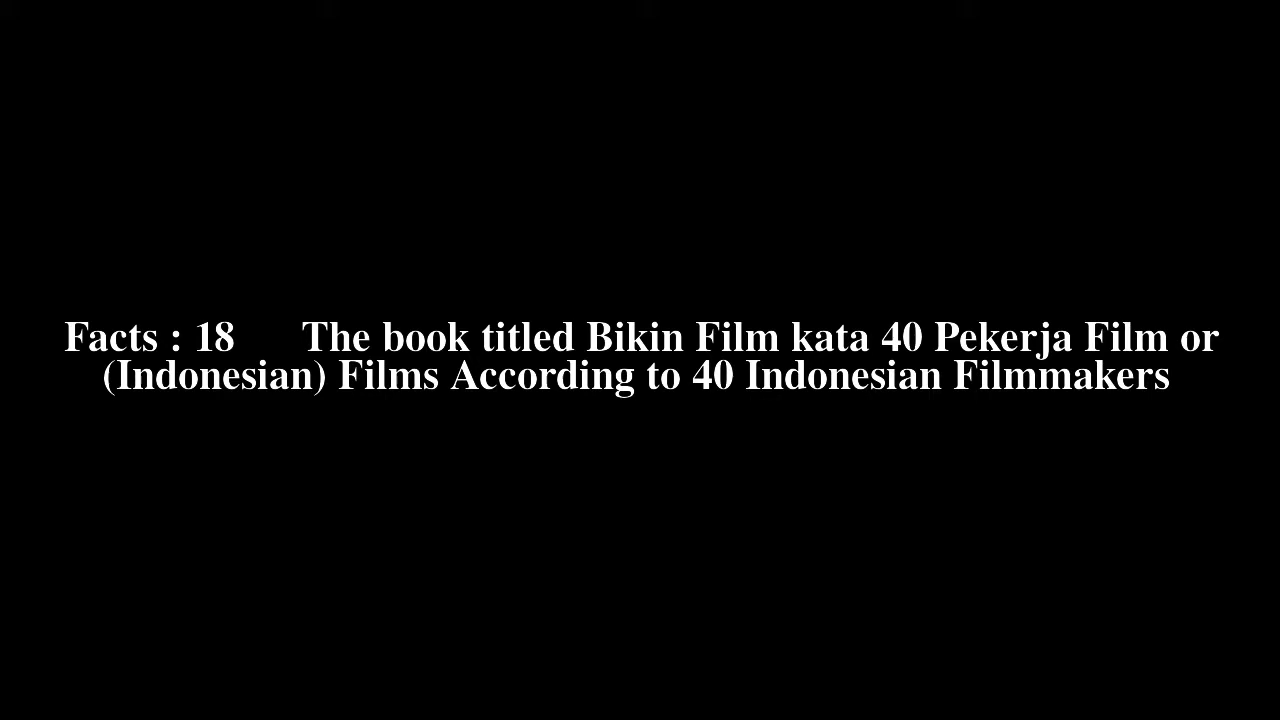 Facts : 18 The book titled Bikin Film kata 40 Pekerja Film or
(Indonesian) Films According to 40 Indonesian Filmmakers